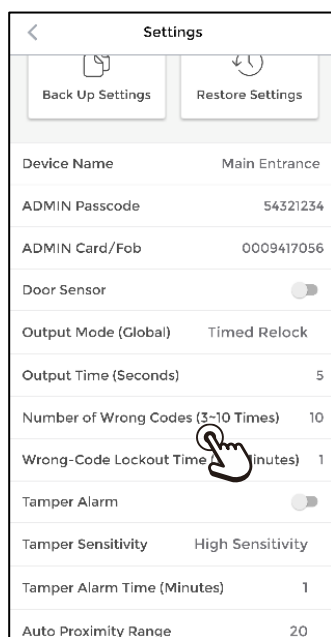 Settings
Back Up Settings Restore Settings
Device Name Main Entrance
ADMIN Passcode 54321234
ADMIN Card/Fob 0009417056
Door Sensor
Output Mode (Global) Timed Relock
Output Time (Seconds) 5
Number of Wrong Codes (3~10 Times) 10
Wrong-Code Lockout Time inutes) 1
Tamper Alarm
Tamper Sensitivity High Sensitivity
Tamper Alarm Time (Minutes) 1
Auto Proximity Range 20